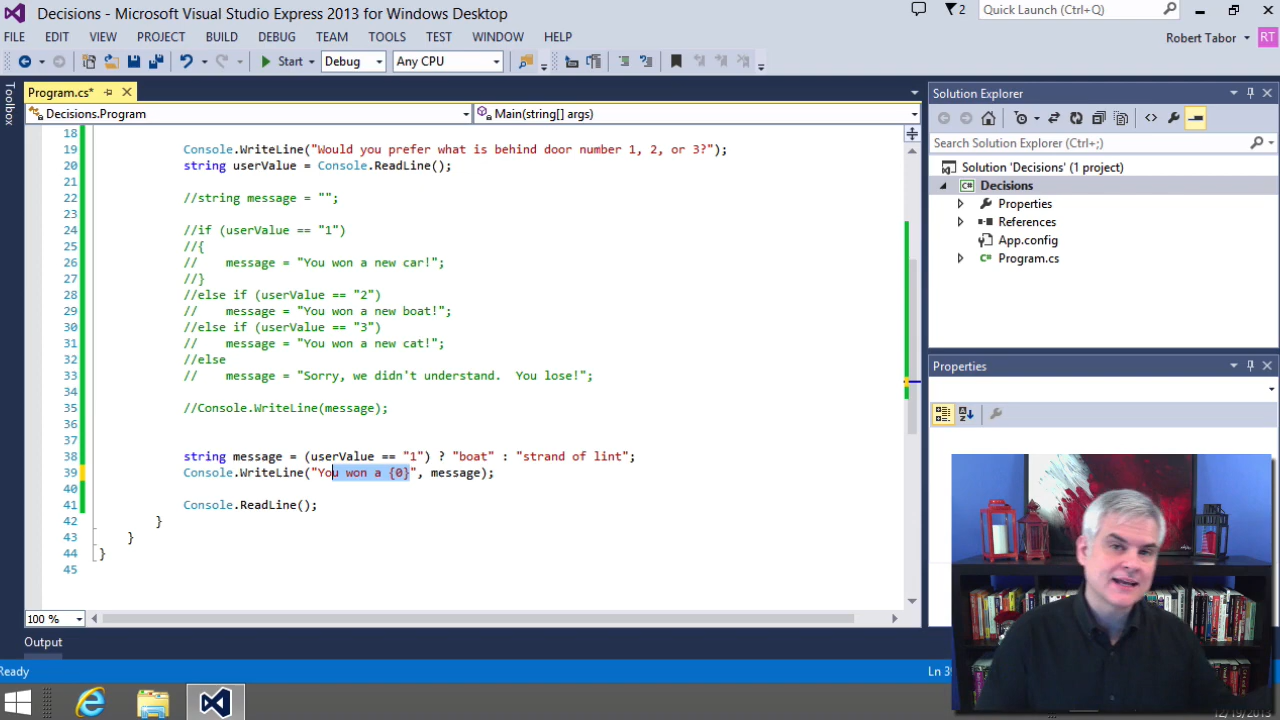 Decisions - Microsoft Visual Studio Express 2013 for Windows Desktop
2
Quick Launch (Ctrl+Q)
FILE EDIT VIEW PROJECT BUILD DEBUG TEAM TOOLS TEST WINDOW HELP
Robert Tabor RT
Start Debug Any CPU
Toolbox
Program.cs*
Decisions.Program Main(string[] args)
18
19 Console.WriteLine("Would you prefer what is behind door number 1, 2, or 3?");
20 string userValue = Console.ReadLine();
21
22 //string message = "";
23
24 //if (userValue == "1")
25 //{
26 // message = "You won a new car!";
27 //}
28 //else if (userValue == "2")
29 // message = "You won a new boat!";
30 //else if (userValue == "3")
31 // message = "You won a new cat!";
32 //else
33 // message = "Sorry, we didn't understand.  You lose!";
34
35 //Console.WriteLine(message);
36
37
38 string message = (userValue == "1") ? "boat" : "strand of lint";
39 Console.WriteLine("You won a {0}", message);
40
41 Console.ReadLine();
42 }
43 }
44 }
45
100 %
Output
Ready
Ln 3
Solution Explorer
Search Solution Explorer (Ctrl+;)
Solution 'Decisions' (1 project)
C# Decisions
Properties
References
App.config
C# Program.cs
Properties
12/19/2013